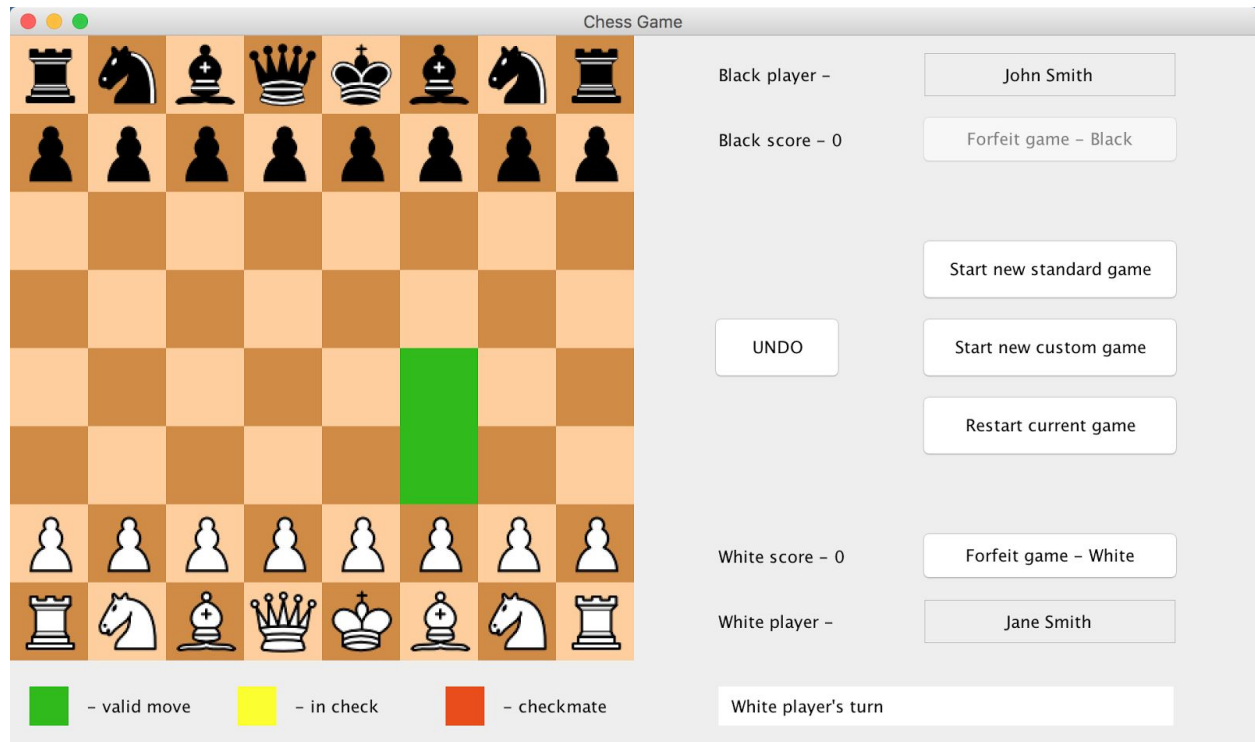 Chess Game
Black player – John Smith
Black score – 0 Forfeit game – Black
Start new standard game
UNDO Start new custom game
Restart current game
White score – 0 Forfeit game – White
White player – Jane Smith
– valid move – in check – checkmate White player's turn